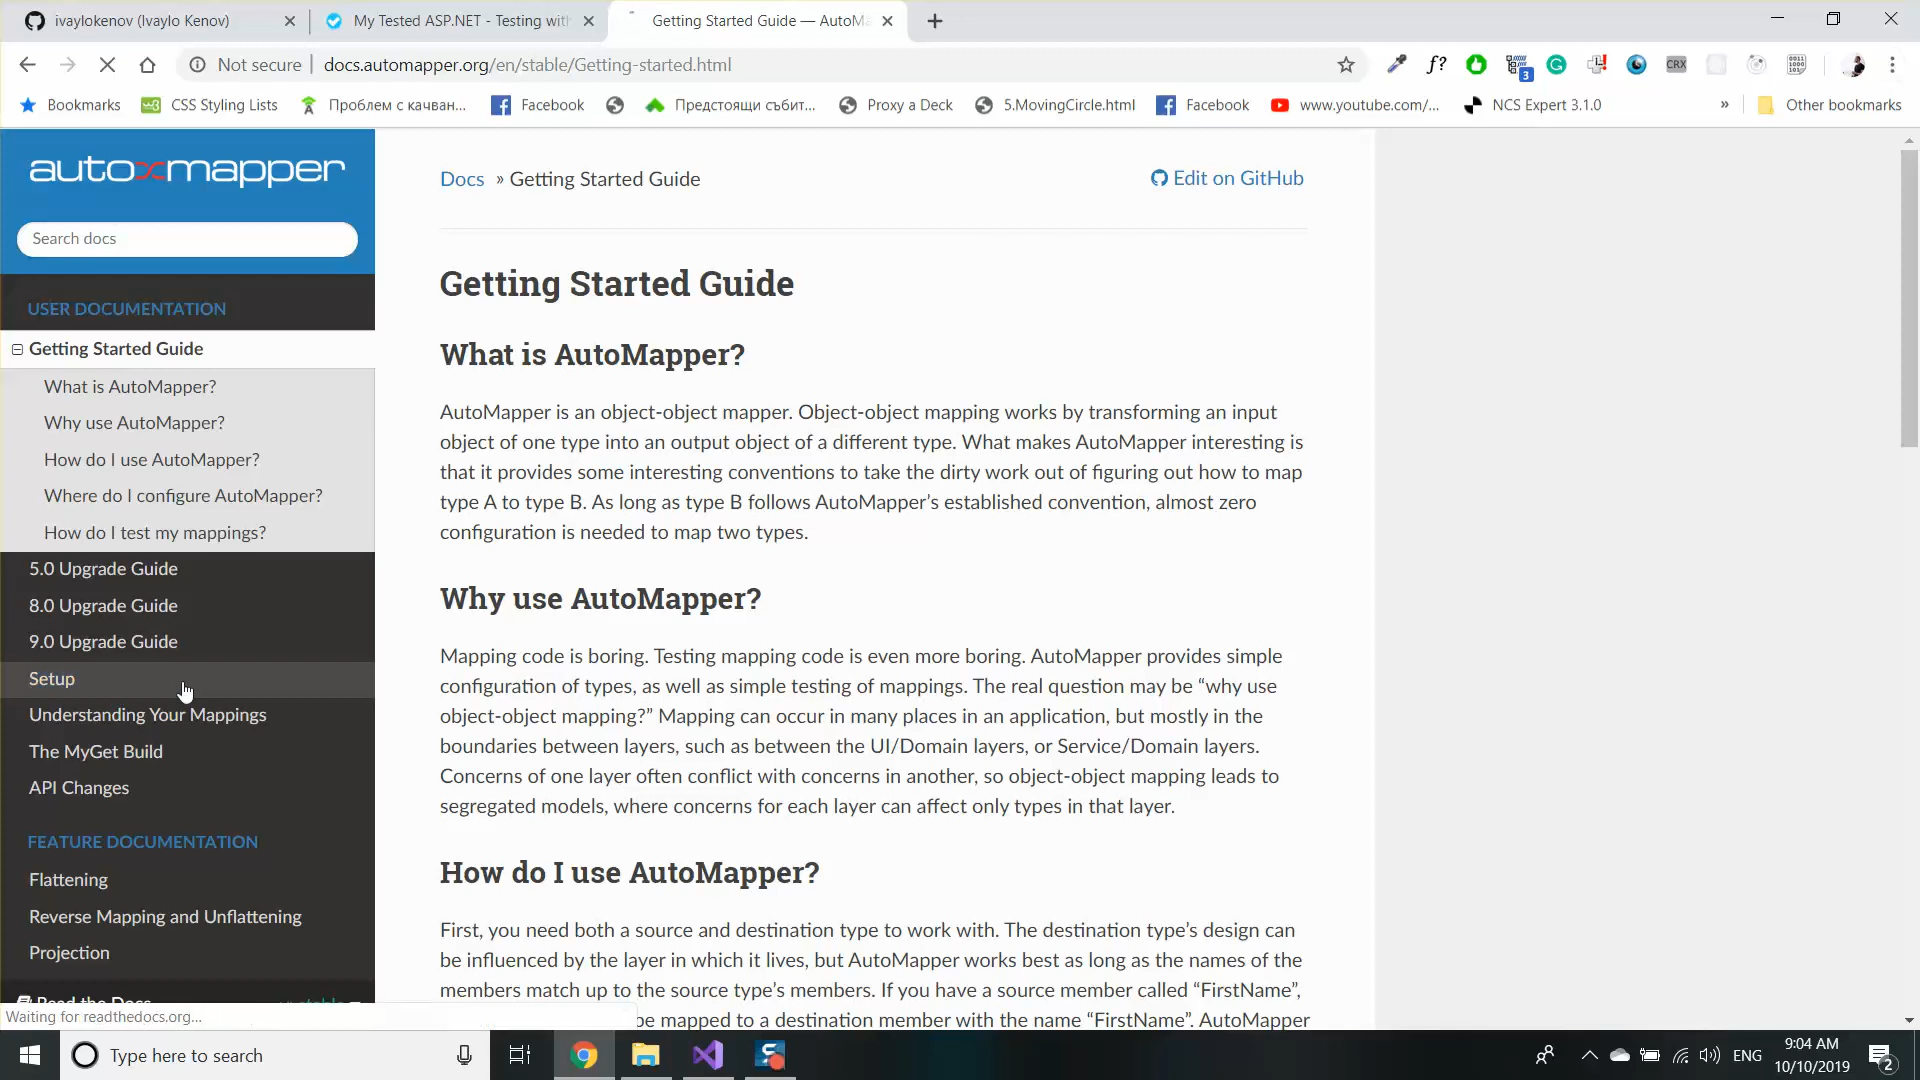 ivaylokenov (Ivaylo Kenov)
My Tested ASP.NET - Testing with
Getting Started Guide — AutoMa
Not secure
docs.automapper.org/en/stable/Getting-started.html
f?
3
CRX
Bookmarks
CSS Styling Lists
Проблем с качван...
Facebook
Предстоящи събит...
Proxy a Deck
5.MovingCircle.html
Facebook
www.youtube.com/...
NCS Expert 3.1.0
»
Other bookmarks
automapper
Search docs
USER DOCUMENTATION
Getting Started Guide
What is AutoMapper?
Why use AutoMapper?
How do I use AutoMapper?
Where do I configure AutoMapper?
How do I test my mappings?
5.0 Upgrade Guide
8.0 Upgrade Guide
9.0 Upgrade Guide
Setup
Understanding Your Mappings
The MyGet Build
API Changes
FEATURE DOCUMENTATION
Flattening
Reverse Mapping and Unflattening
Projection
Read the Docs
Waiting for readthedocs.org...
Docs » Getting Started Guide
Edit on GitHub
Getting Started Guide
What is AutoMapper?
AutoMapper is an object-object mapper. Object-object mapping works by transforming an input
object of one type into an output object of a different type. What makes AutoMapper interesting is
that it provides some interesting conventions to take the dirty work out of figuring out how to map
type A to type B. As long as type B follows AutoMapper’s established convention, almost zero
configuration is needed to map two types.
Why use AutoMapper?
Mapping code is boring. Testing mapping code is even more boring. AutoMapper provides simple
configuration of types, as well as simple testing of mappings. The real question may be “why use
object-object mapping?” Mapping can occur in many places in an application, but mostly in the
boundaries between layers, such as between the UI/Domain layers, or Service/Domain layers.
Concerns of one layer often conflict with concerns in another, so object-object mapping leads to
segregated models, where concerns for each layer can affect only types in that layer.
How do I use AutoMapper?
First, you need both a source and destination type to work with. The destination type’s design can
be influenced by the layer in which it lives, but AutoMapper works best as long as the names of the
members match up to the source type’s members. If you have a source member called “FirstName”,
be mapped to a destination member with the name “FirstName”. AutoMapper
Type here to search
ENG
9:04 AM
10/10/2019
2